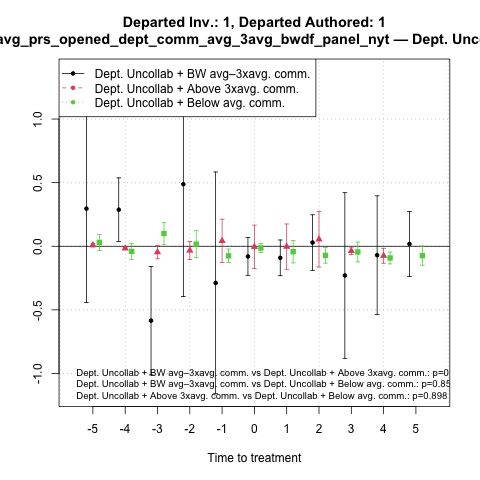 Departed Inv.: 1, Departed Authored: 1
avg_prs_opened_dept_comm_avg_3avg_bwdf_panel_nyt — Dept. Unco
Dept. Uncollab + BW avg–3xavg. comm.
Dept. Uncollab + Above 3xavg. comm.
Dept. Uncollab + Below avg. comm.
1.0
0.5
0.0
-0.5
-1.0
Dept. Uncollab + BW avg–3xavg. comm. vs Dept. Uncollab + Above 3xavg. comm.: p=0
Dept. Uncollab + BW avg–3xavg. comm. vs Dept. Uncollab + Below avg. comm.: p=0.85
Dept. Uncollab + Above 3xavg. comm. vs Dept. Uncollab + Below avg. comm.: p=0.898
-5 -4 -3 -2 -1 0 1 2 3 4 5
Time to treatment